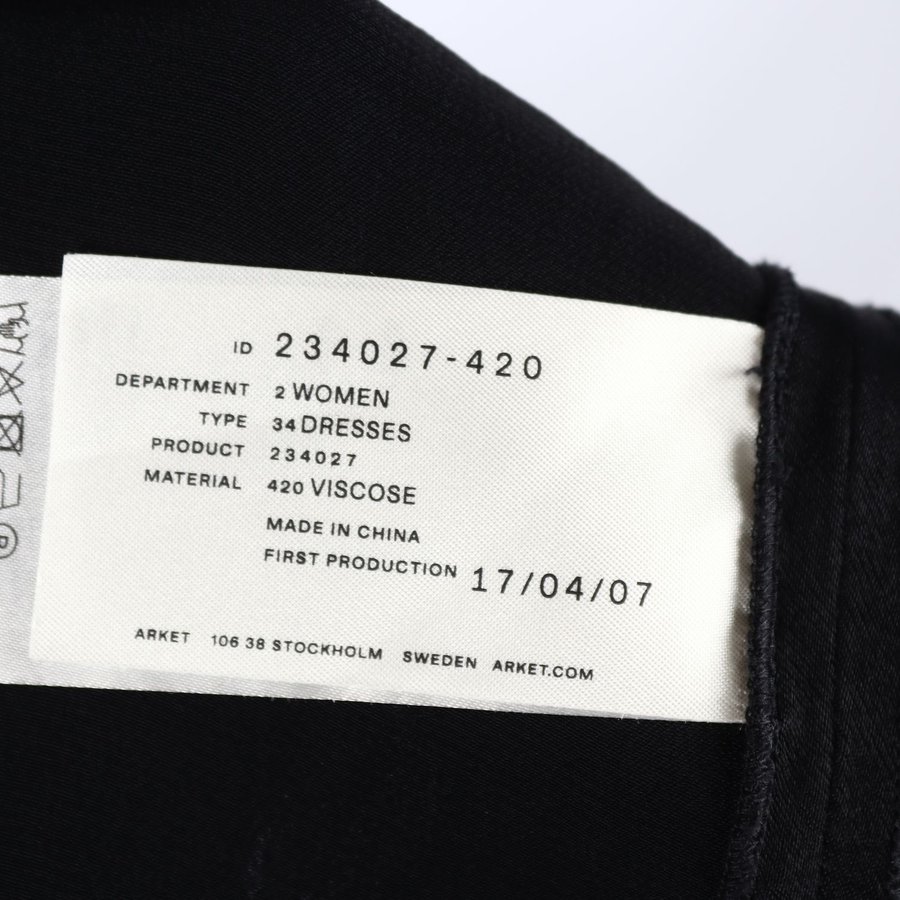 ID 234027-420
DEPARTMENT 2 WOMEN
TYPE 34 DRESSES
PRODUCT 234027
MATERIAL 420 VISCOSE
MADE IN CHINA
FIRST PRODUCTION 17/04/07
ARKET 106 38 STOCKHOLM SWEDEN ARKET.COM
P